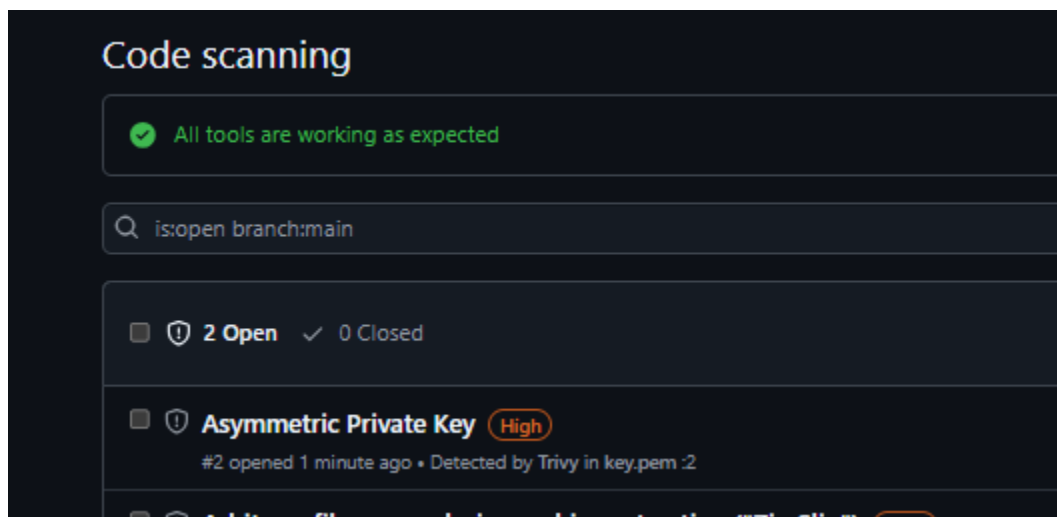 Code scanning
All tools are working as expected
is:open branch:main
2 Open 0 Closed
Asymmetric Private Key High
#2 opened 1 minute ago • Detected by Trivy in key.pem :2